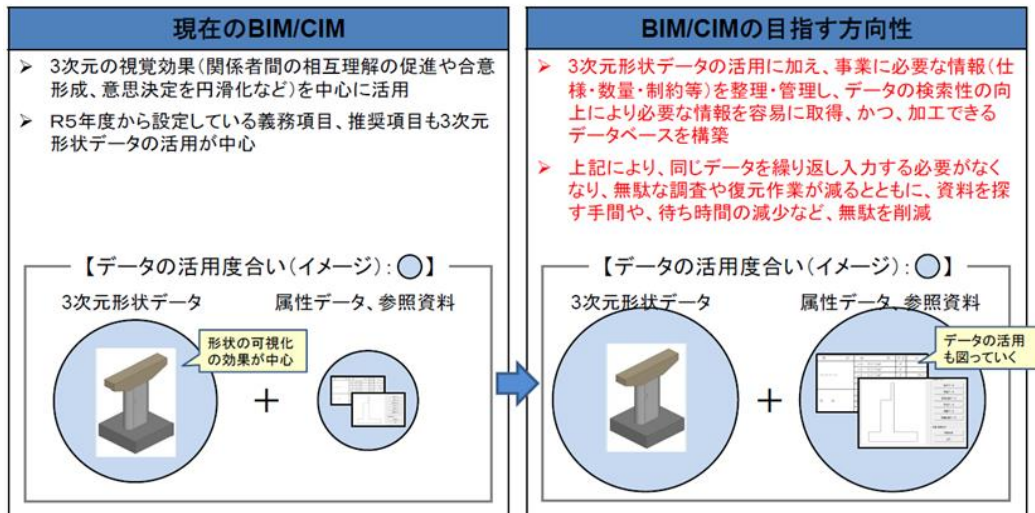 現在のBIM/CIM
➢ 3次元の視覚効果(関係者間の相互理解の促進や合意
形成、意思決定を円滑化など)を中心に活用
➢ R5年度から設定している義務項目、推奨項目も3次元
形状データの活用が中心
【データの活用度合い(イメージ):】
3次元形状データ
属性データ、参照資料
形状の可視化
の効果が中心
+
BIM/CIMの目指す方向性
➢ 3次元形状データの活用に加え、事業に必要な情報(仕
様・数量・制約等)を整理・管理し、データの検索性の向
上により必要な情報を容易に取得、かつ、加工できる
データベースを構築
➢ 上記により、同じデータを繰り返し入力する必要がなく
なり、無駄な調査や復元作業が減るとともに、資料を探
す手間や、待ち時間の減少など、無駄を削減
【データの活用度合い(イメージ):】
3次元形状データ
属性データ、参照資料
データの活用
も図っていく
+